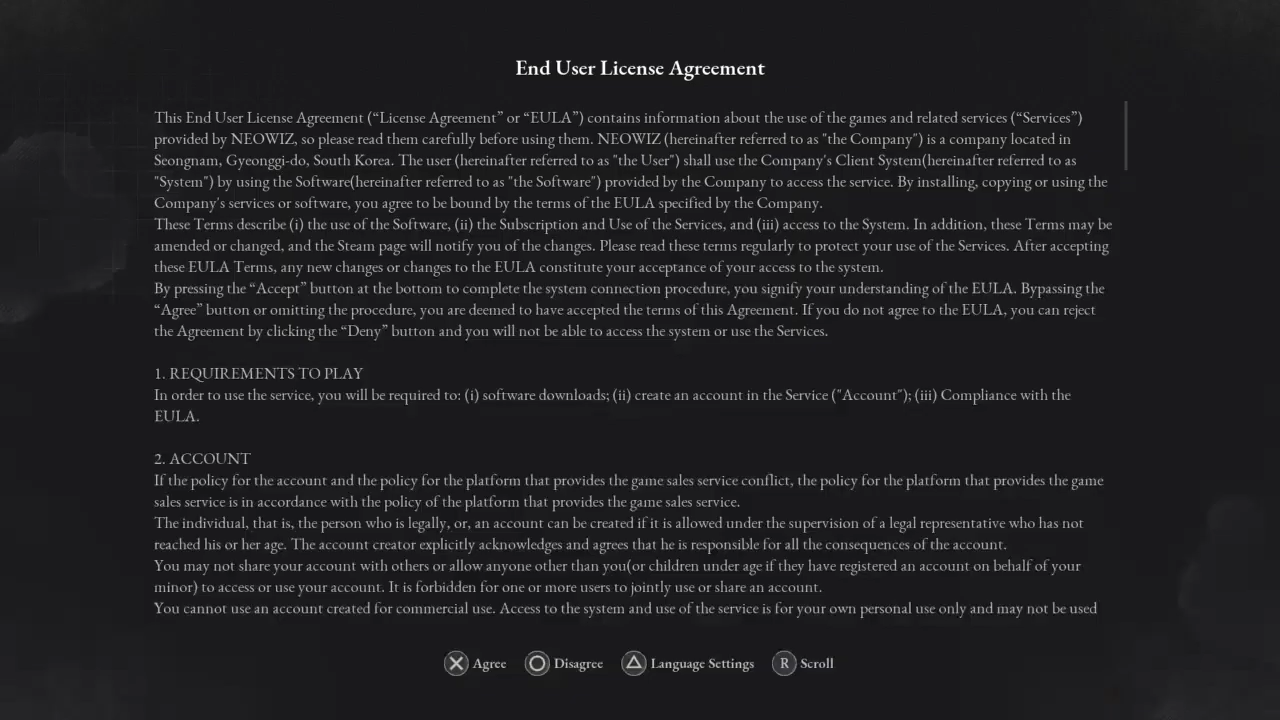 End User License Agreement
This End User License Agreement (“License Agreement” or “EULA”) contains information about the use of the games and related services (“Services”)
provided by NEOWIZ, so please read them carefully before using them. NEOWIZ (hereinafter referred to as "the Company") is a company located in
Seongnam, Gyeonggi-do, South Korea. The user (hereinafter referred to as "the User") shall use the Company's Client System(hereinafter referred to as
"System") by using the Software(hereinafter referred to as "the Software") provided by the Company to access the service. By installing, copying or using the
Company's services or software, you agree to be bound by the terms of the EULA specified by the Company.
These Terms describe (i) the use of the Software, (ii) the Subscription and Use of the Services, and (iii) access to the System. In addition, these Terms may be
amended or changed, and the Steam page will notify you of the changes. Please read these terms regularly to protect your use of the Services. After accepting
these EULA Terms, any new changes or changes to the EULA constitute your acceptance of your access to the system.
By pressing the “Accept” button at the bottom to complete the system connection procedure, you signify your understanding of the EULA. Bypassing the
“Agree” button or omitting the procedure, you are deemed to have accepted the terms of this Agreement. If you do not agree to the EULA, you can reject
the Agreement by clicking the “Deny” button and you will not be able to access the system or use the Services.
1. REQUIREMENTS TO PLAY
In order to use the service, you will be required to: (i) software downloads; (ii) create an account in the Service ("Account"); (iii) Compliance with the
EULA.
2. ACCOUNT
If the policy for the account and the policy for the platform that provides the game sales service conflict, the policy for the platform that provides the game
sales service is in accordance with the policy of the platform that provides the game sales service.
The individual, that is, the person who is legally, or, an account can be created if it is allowed under the supervision of a legal representative who has not
reached his or her age. The account creator explicitly acknowledges and agrees that he is responsible for all the consequences of the account.
You may not share your account with others or allow anyone other than you(or children under age if they have registered an account on behalf of your
minor) to access or use your account. It is forbidden for one or more users to jointly use or share an account.
You cannot use an account created for commercial use. Access to the system and use of the service is for your own personal use only and may not be used
Agree Disagree Language Settings R Scroll